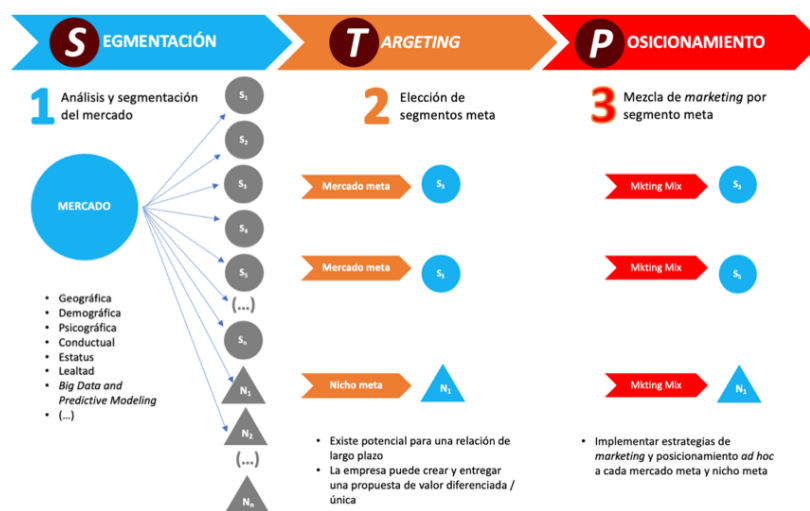 SEGMENTACIÓN
TARGETING
POSICIONAMIENTO
1 Análisis y segmentación
del mercado
2 Elección de
segmentos meta
3 Mezcla de marketing por
segmento meta
MERCADO
S1
S2
S3
S4
S5
(...)
Sn
N1
N2
(...)
Nn
• Geográfica
• Demográfica
• Psicográfica
• Conductual
• Estatus
• Lealtad
• Big Data and
Predictive Modeling
• (...)
Mercado meta
S3
Mercado meta
S5
Nicho meta
N1
• Existe potencial para una relación de
largo plazo
• La empresa puede crear y entregar
una propuesta de valor diferenciada /
única
Mkting Mix
S3
Mkting Mix
S5
Mkting Mix
N1
• Implementar estrategias de
marketing y posicionamiento ad hoc
a cada mercado meta y nicho meta